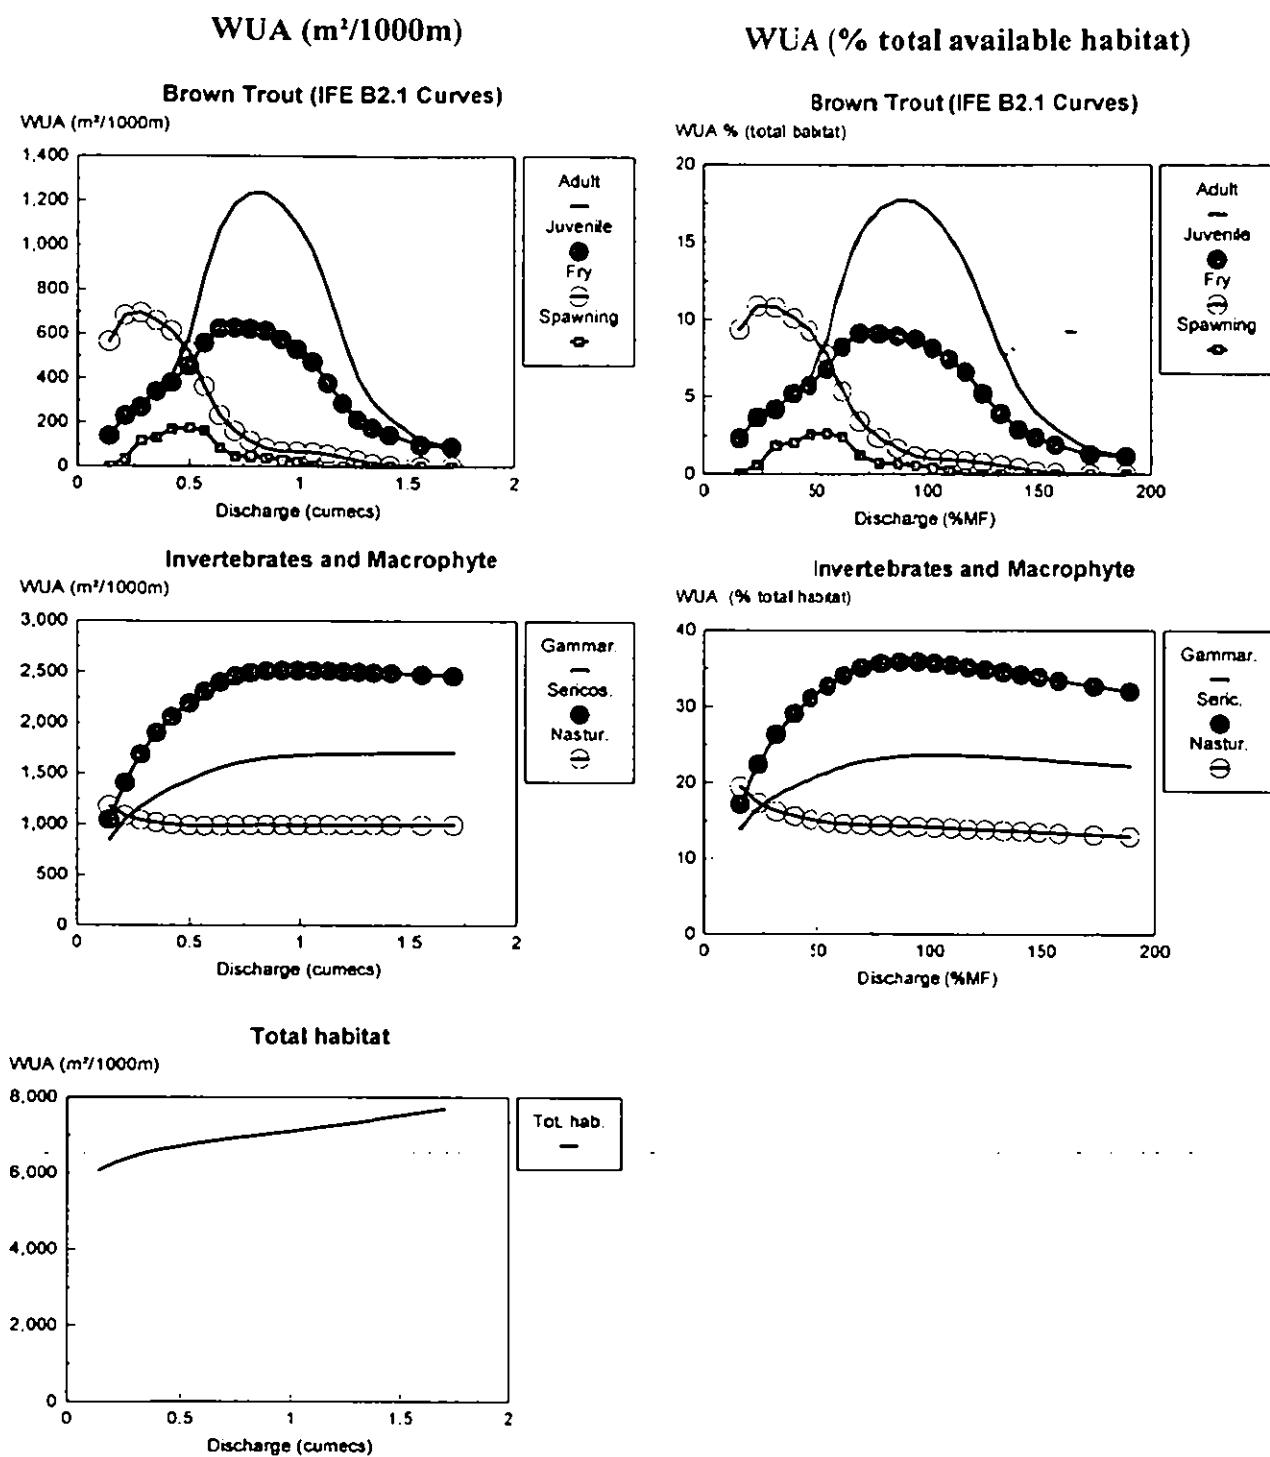 WUA (m²/1000m)
WUA (% total available habitat)
Brown Trout (IFE B2.1 Curves)
WUA (m²/1000m)
1,400
1,200
1,000
800
600
400
200
0
0
0.5
1
1.5
2
Discharge (cumecs)
Adult
Juvenile
Fry
Spawning
Brown Trout (IFE B2.1 Curves)
WUA % (total habitat)
20
15
10
5
0
0
50
100
150
200
Discharge (%MF)
Adult
Juvenile
Fry
Spawning
Invertebrates and Macrophyte
WUA (m²/1000m)
3,000
2,500
2,000
1,500
1,000
500
0
0
0.5
1
1.5
2
Discharge (cumecs)
Gammar.
Sericos.
Nastur.
Invertebrates and Macrophyte
WUA (% total habitat)
40
30
20
10
0
0
50
100
150
200
Discharge (%MF)
Gammar.
Seric.
Nastur.
Total habitat
WUA (m²/1000m)
8,000
6,000
4,000
2,000
0
0
0.5
1
1.5
2
Discharge (cumecs)
Tot. hab.